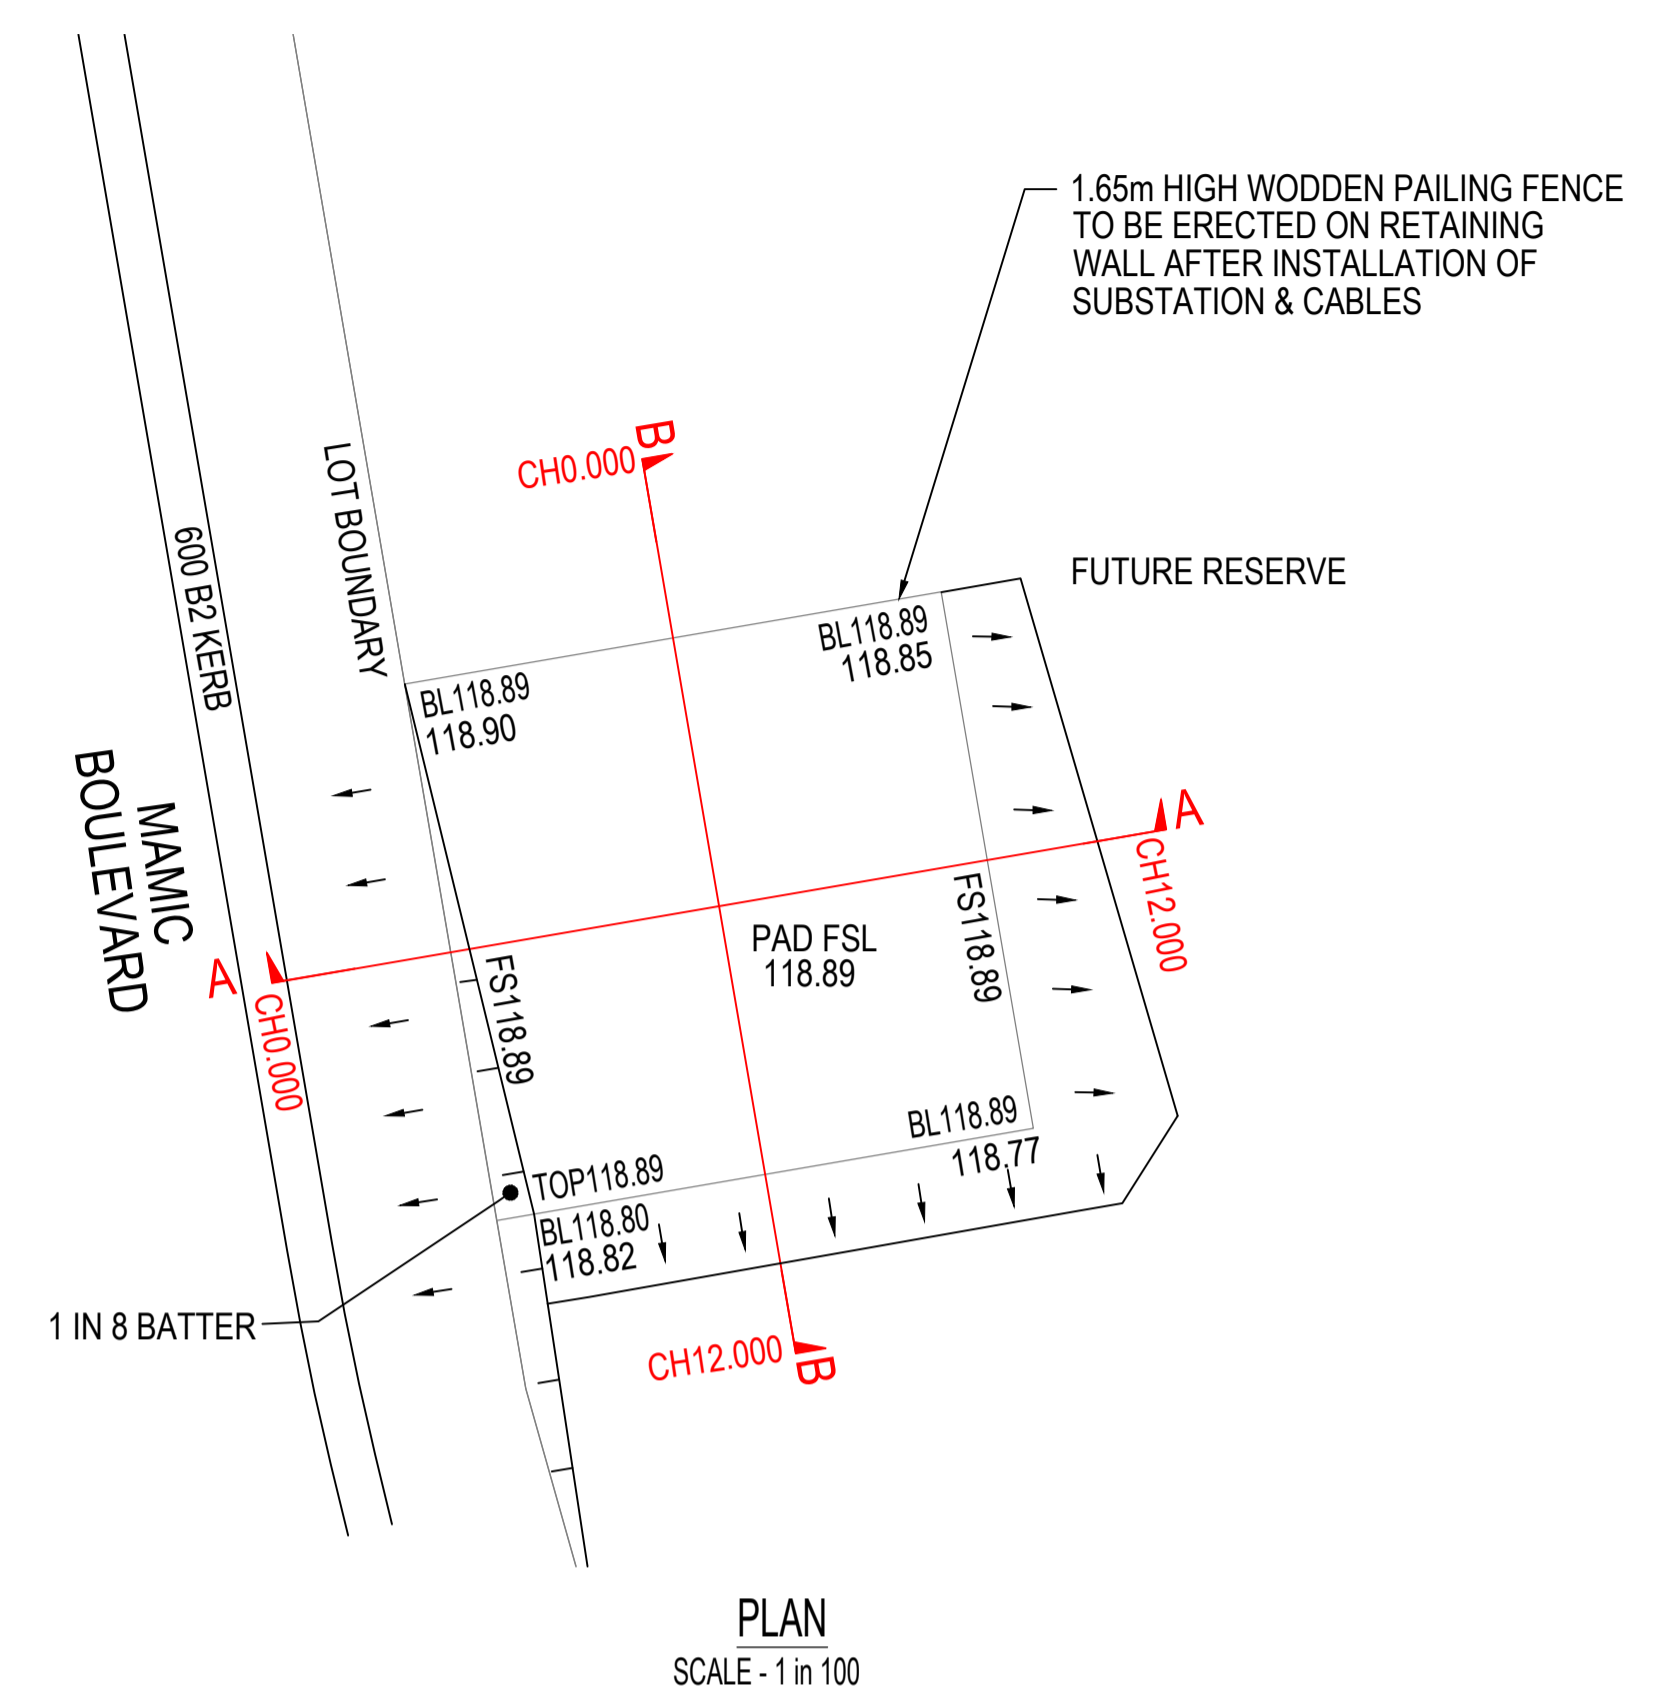 1.65m HIGH WODDEN PAILING FENCE
TO BE ERECTED ON RETAINING
WALL AFTER INSTALLATION OF
SUBSTATION & CABLES
B
CH0.000
LOT BOUNDARY
600 B2 KERB
FUTURE RESERVE
BL118.89
118.85
BL118.89
118.90
MAMIC
BOULEVARD
A
CH12.000
A
CH0.000
FS118.89
PAD FSL
118.89
FS118.89
BL118.89
118.77
TOP118.89
BL118.80
118.82
1 IN 8 BATTER
CH12.000
B
PLAN
SCALE - 1 in 100